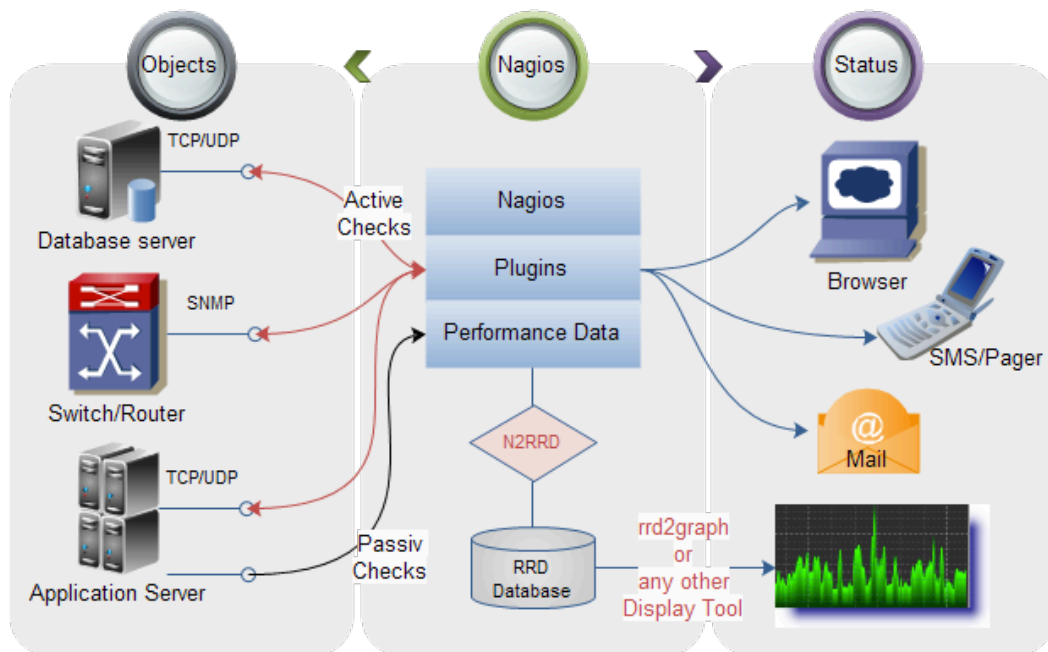 Objects
Nagios
Status
TCP/UDP
Database server
SNMP
Switch/Router
TCP/UDP
Application Server
Active
Checks
Passiv
Checks
Nagios
Plugins
Performance Data
N2RRD
RRD
Database
rrd2graph
or
any other
Display Tool
Browser
SMS/Pager
@
Mail